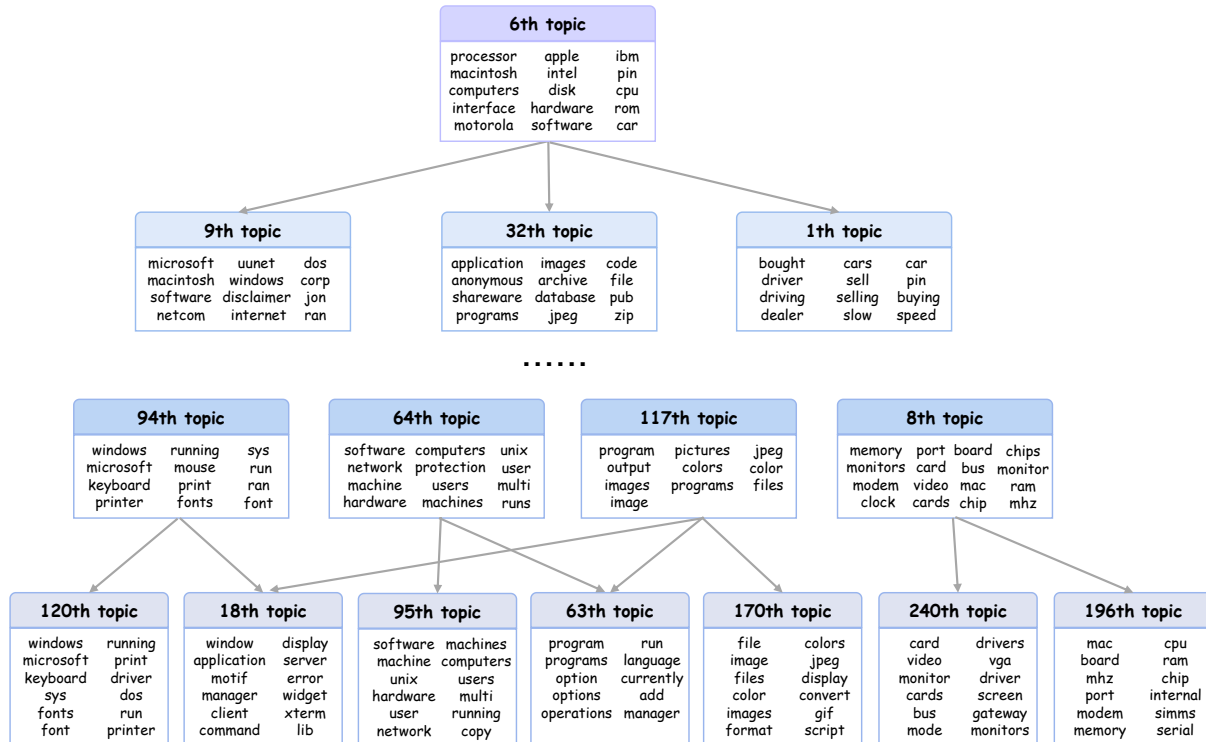 6th topic
processor apple ibm
macintosh intel pin
computers disk cpu
interface hardware rom
motorola software car
9th topic
microsoft uunet dos
macintosh windows corp
software disclaimer jon
netcom internet ran
32th topic
application images code
anonymous archive file
shareware database pub
programs jpeg zip
1th topic
bought cars car
driver sell pin
driving selling buying
dealer slow speed
......
94th topic
windows running sys
microsoft mouse run
keyboard print ran
printer fonts font
64th topic
software computers unix
network protection user
machine users multi
hardware machines runs
117th topic
program pictures jpeg
output colors color
images programs files
image
8th topic
memory port board chips
monitors card bus monitor
modem video mac ram
clock cards chip mhz
120th topic
windows running
microsoft print
keyboard driver
sys dos
fonts run
font printer
18th topic
window display
application server
motif error
manager widget
client xterm
command lib
95th topic
software machines
machine computers
unix users
hardware multi
user running
network copy
63th topic
program run
programs language
option currently
options add
operations manager
170th topic
file colors
image jpeg
files display
color convert
images gif
format script
240th topic
card drivers
video vga
monitor driver
cards screen
bus gateway
mode monitors
196th topic
mac cpu
board ram
mhz chip
port internal
modem simms
memory serial